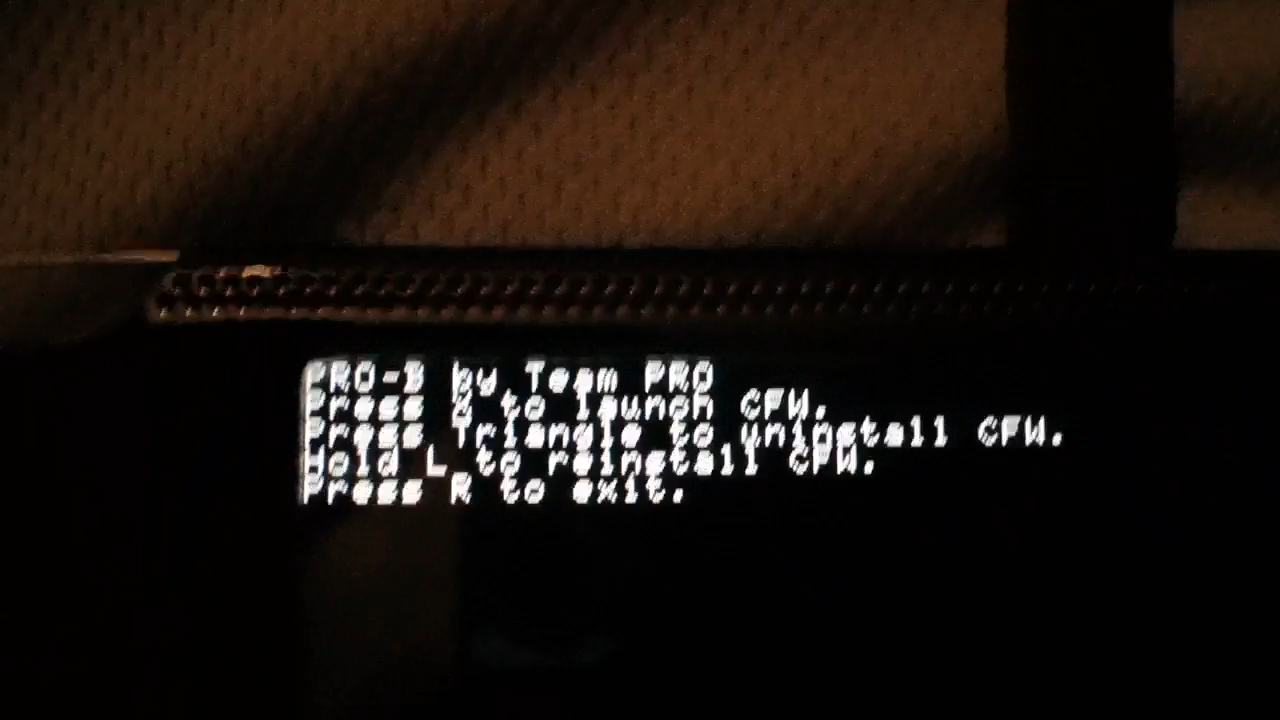 PRO-B by Team PRO
Press X to launch CFW.
Press Triangle to uninstall CFW.
Hold L to reinstall CFW.
Press R to exit.